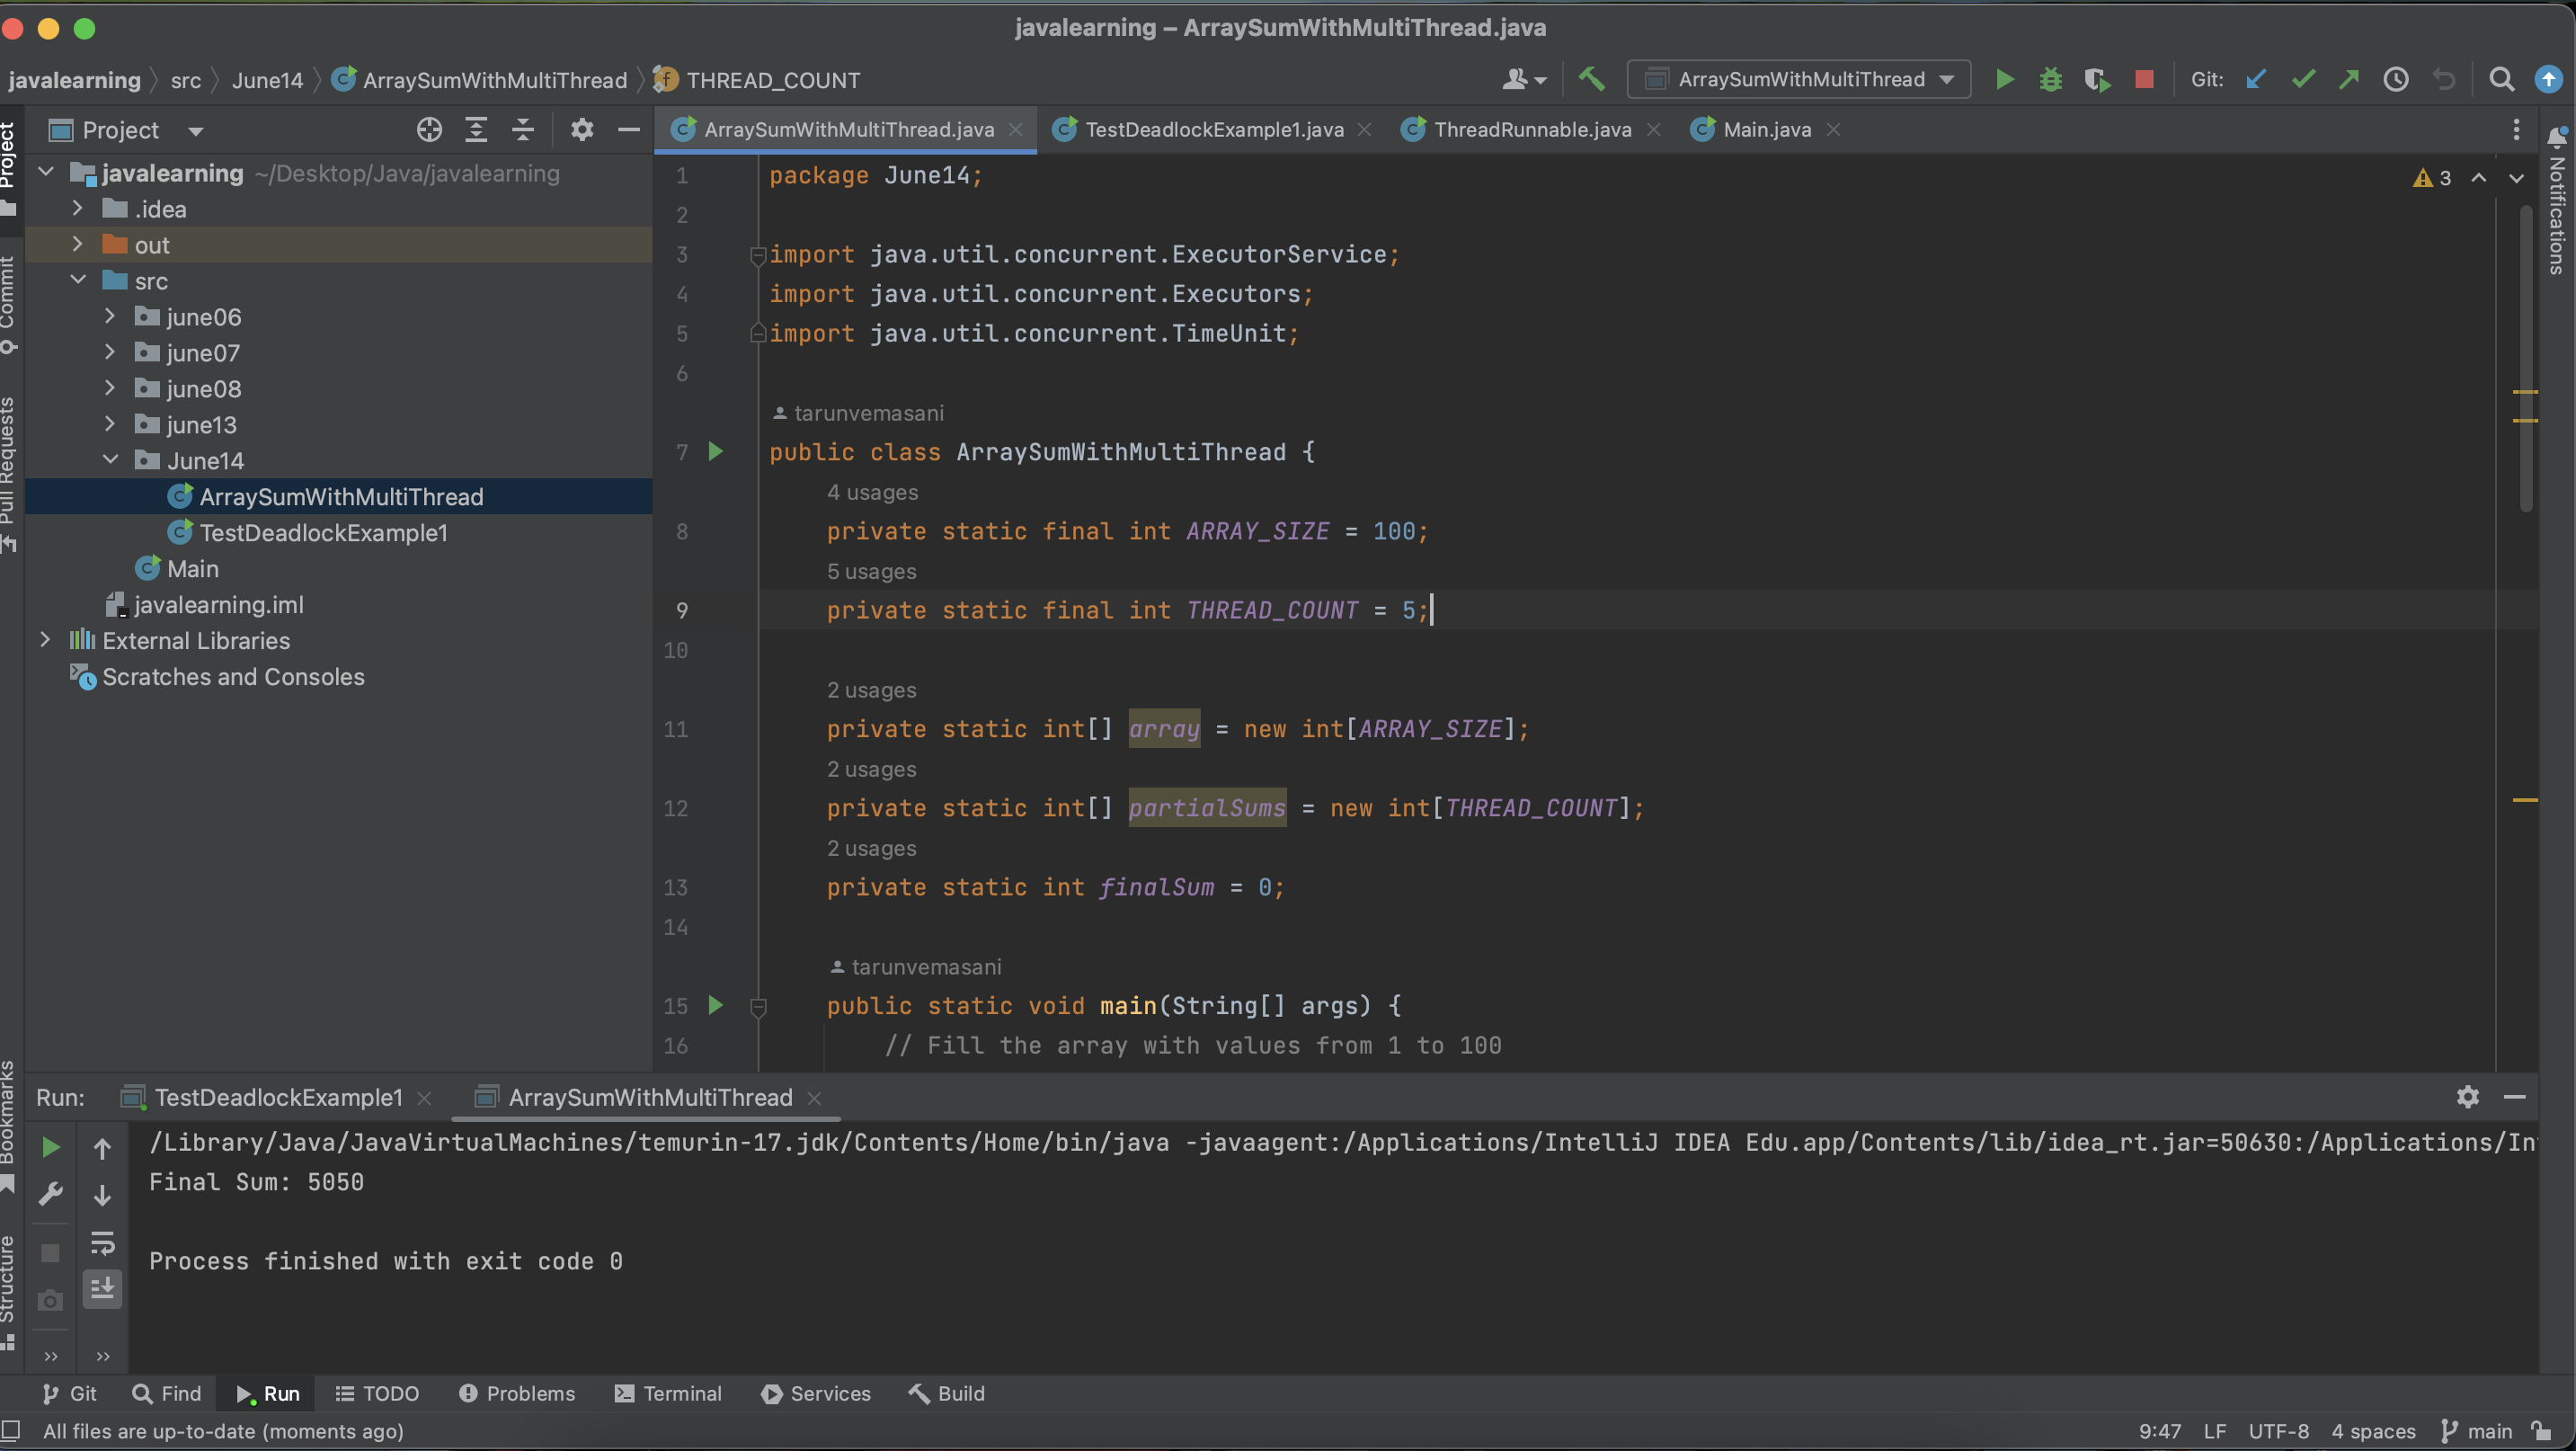 javalearning – ArraySumWithMultiThread.java
javalearning src June14 ArraySumWithMultiThread THREAD_COUNT
ArraySumWithMultiThread
Git:
Project
ArraySumWithMultiThread.java TestDeadlockExample1.java ThreadRunnable.java Main.java
Project
Commit
Pull Requests
Bookmarks
Structure
Notifications
javalearning ~/Desktop/Java/javalearning
.idea
out
src
june06
june07
june08
june13
June14
ArraySumWithMultiThread
TestDeadlockExample1
Main
javalearning.iml
External Libraries
Scratches and Consoles
3
1 package June14;
2
3 import java.util.concurrent.ExecutorService;
4 import java.util.concurrent.Executors;
5 import java.util.concurrent.TimeUnit;
6
tarunvemasani
7 public class ArraySumWithMultiThread {
4 usages
8 private static final int ARRAY_SIZE = 100;
5 usages
9 private static final int THREAD_COUNT = 5;
10
2 usages
11 private static int[] array = new int[ARRAY_SIZE];
2 usages
12 private static int[] partialSums = new int[THREAD_COUNT];
2 usages
13 private static int finalSum = 0;
14
tarunvemasani
15 public static void main(String[] args) {
16 // Fill the array with values from 1 to 100
Run: TestDeadlockExample1 ArraySumWithMultiThread
/Library/Java/JavaVirtualMachines/temurin-17.jdk/Contents/Home/bin/java -javaagent:/Applications/IntelliJ IDEA Edu.app/Contents/lib/idea_rt.jar=50630:/Applications/In
Final Sum: 5050
Process finished with exit code 0
Git Find Run TODO Problems Terminal Services Build
All files are up-to-date (moments ago)
9:47 LF UTF-8 4 spaces main